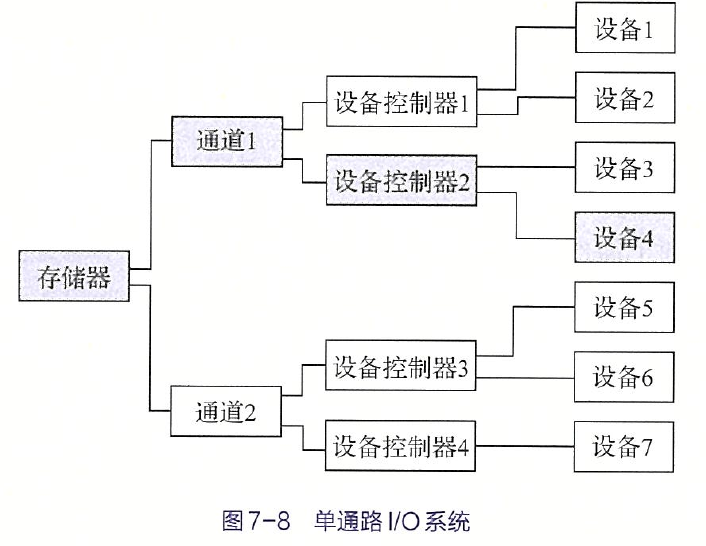 设备1
设备控制器1
设备2
通道1
设备控制器2
设备3
设备4
存储器
设备5
设备控制器3
设备6
通道2
设备控制器4
设备7
图7-8 单通路I/O系统